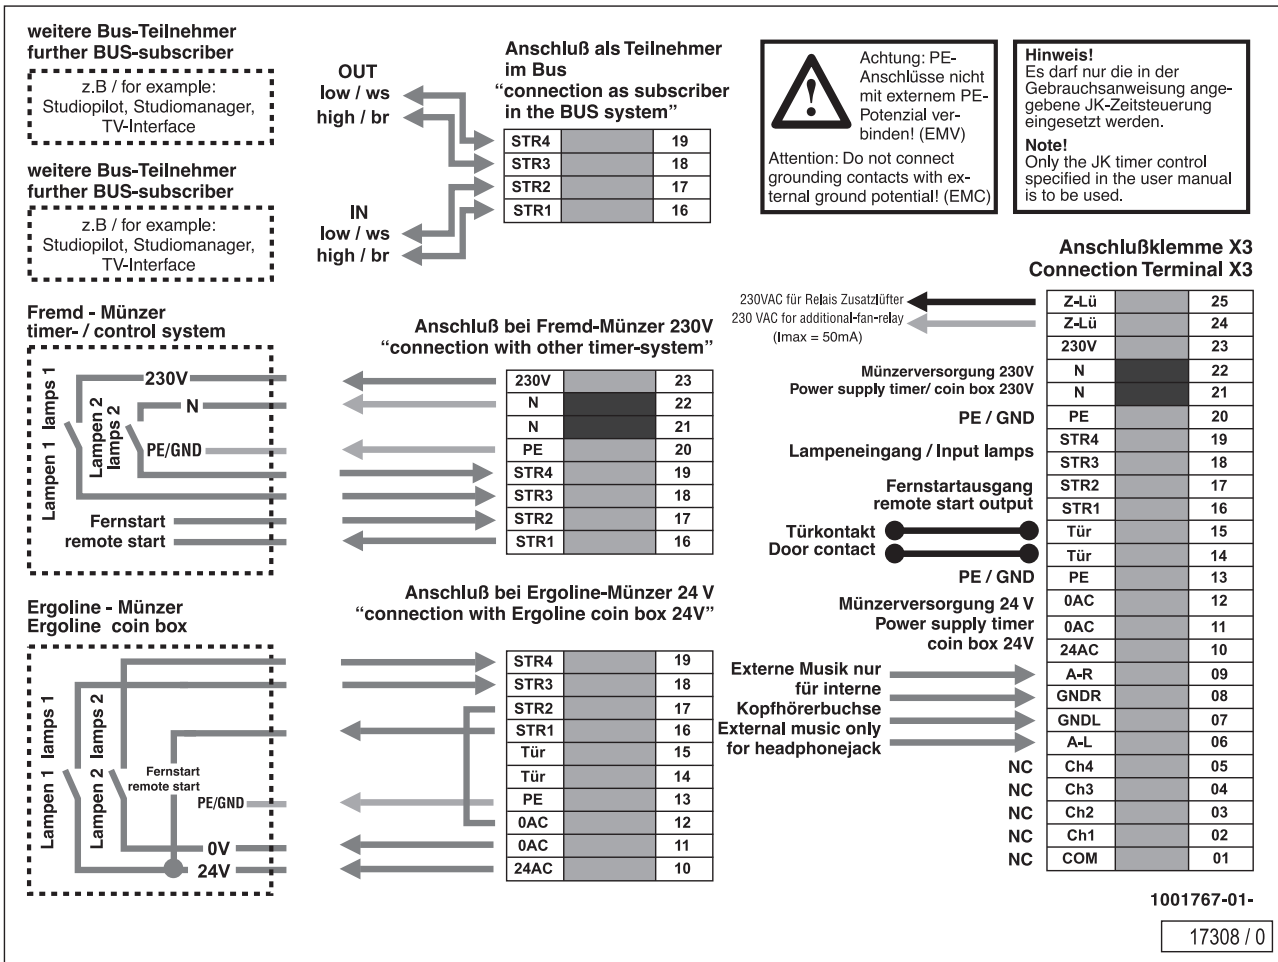 weitere Bus-Teilnehmer
further BUS-subscriber
z.B / for example:
Studiopilot, Studiomanager,
TV-Interface
weitere Bus-Teilnehmer
further BUS-subscriber
z.B / for example:
Studiopilot, Studiomanager,
TV-Interface
OUT
low / ws
high / br
IN
low / ws
high / br
Anschluß als Teilnehmer
im Bus
“connection as subscriber
in the BUS system”
STR4 19
STR3 18
STR2 17
STR1 16
Achtung: PE-
Anschlüsse nicht
mit externem PE-
Potenzial ver-
binden! (EMV)
Attention: Do not connect
grounding contacts with ex-
ternal ground potential! (EMC)
Hinweis!
Es darf nur die in der
Gebrauchsanweisung ange-
gebene JK-Zeitsteuerung
eingesetzt werden.
Note!
Only the JK timer control
specified in the user manual
is to be used.
Fremd - Münzer
timer- / control system
Lampen 1 lamps 1
Lampen 2
lamps 2
230V
N
PE/GND
Fernstart
remote start
Anschluß bei Fremd-Münzer 230V
“connection with other timer-system”
230V 23
N 22
N 21
PE 20
STR4 19
STR3 18
STR2 17
STR1 16
Ergoline - Münzer
Ergoline coin box
Lampen 1 lamps 1
Lampen 2 lamps 2
Fernstart
remote start
PE/GND
0V
24V
Anschluß bei Ergoline-Münzer 24 V
“connection with Ergoline coin box 24V”
STR4 19
STR3 18
STR2 17
STR1 16
Tür 15
Tür 14
PE 13
0AC 12
0AC 11
24AC 10
Anschlußklemme X3
Connection Terminal X3
230VAC für Relais Zusatzlüfter
230 VAC for additional-fan-relay
(Imax = 50mA)
Münzerversorgung 230V
Power supply timer/ coin box 230V
PE / GND
Lampeneingang / Input lamps
Fernstartausgang
remote start output
Türkontakt
Door contact
PE / GND
Münzerversorgung 24 V
Power supply timer
coin box 24V
Externe Musik nur
für interne
Kopfhörerbuchse
External music only
for headphonejack
Z-Lü 25
Z-Lü 24
230V 23
N 22
N 21
PE 20
STR4 19
STR3 18
STR2 17
STR1 16
Tür 15
Tür 14
PE 13
0AC 12
0AC 11
24AC 10
A-R 09
GNDR 08
GNDL 07
A-L 06
NC Ch4 05
NC Ch3 04
NC Ch2 03
NC Ch1 02
NC COM 01
1001767-01-
17308 / 0